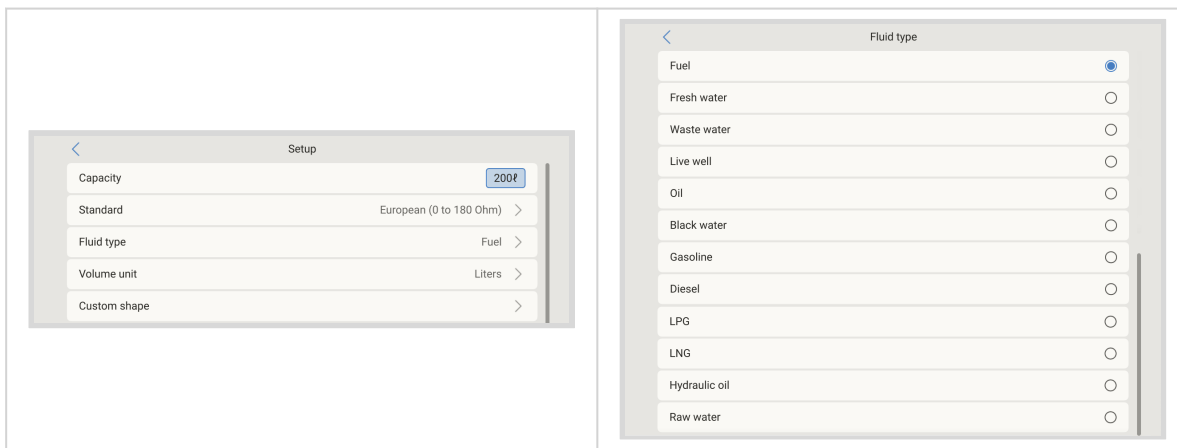 Setup
Capacity 200ℓ
Standard European (0 to 180 Ohm)
Fluid type Fuel
Volume unit Liters
Custom shape
Fluid type
Fuel
Fresh water
Waste water
Live well
Oil
Black water
Gasoline
Diesel
LPG
LNG
Hydraulic oil
Raw water